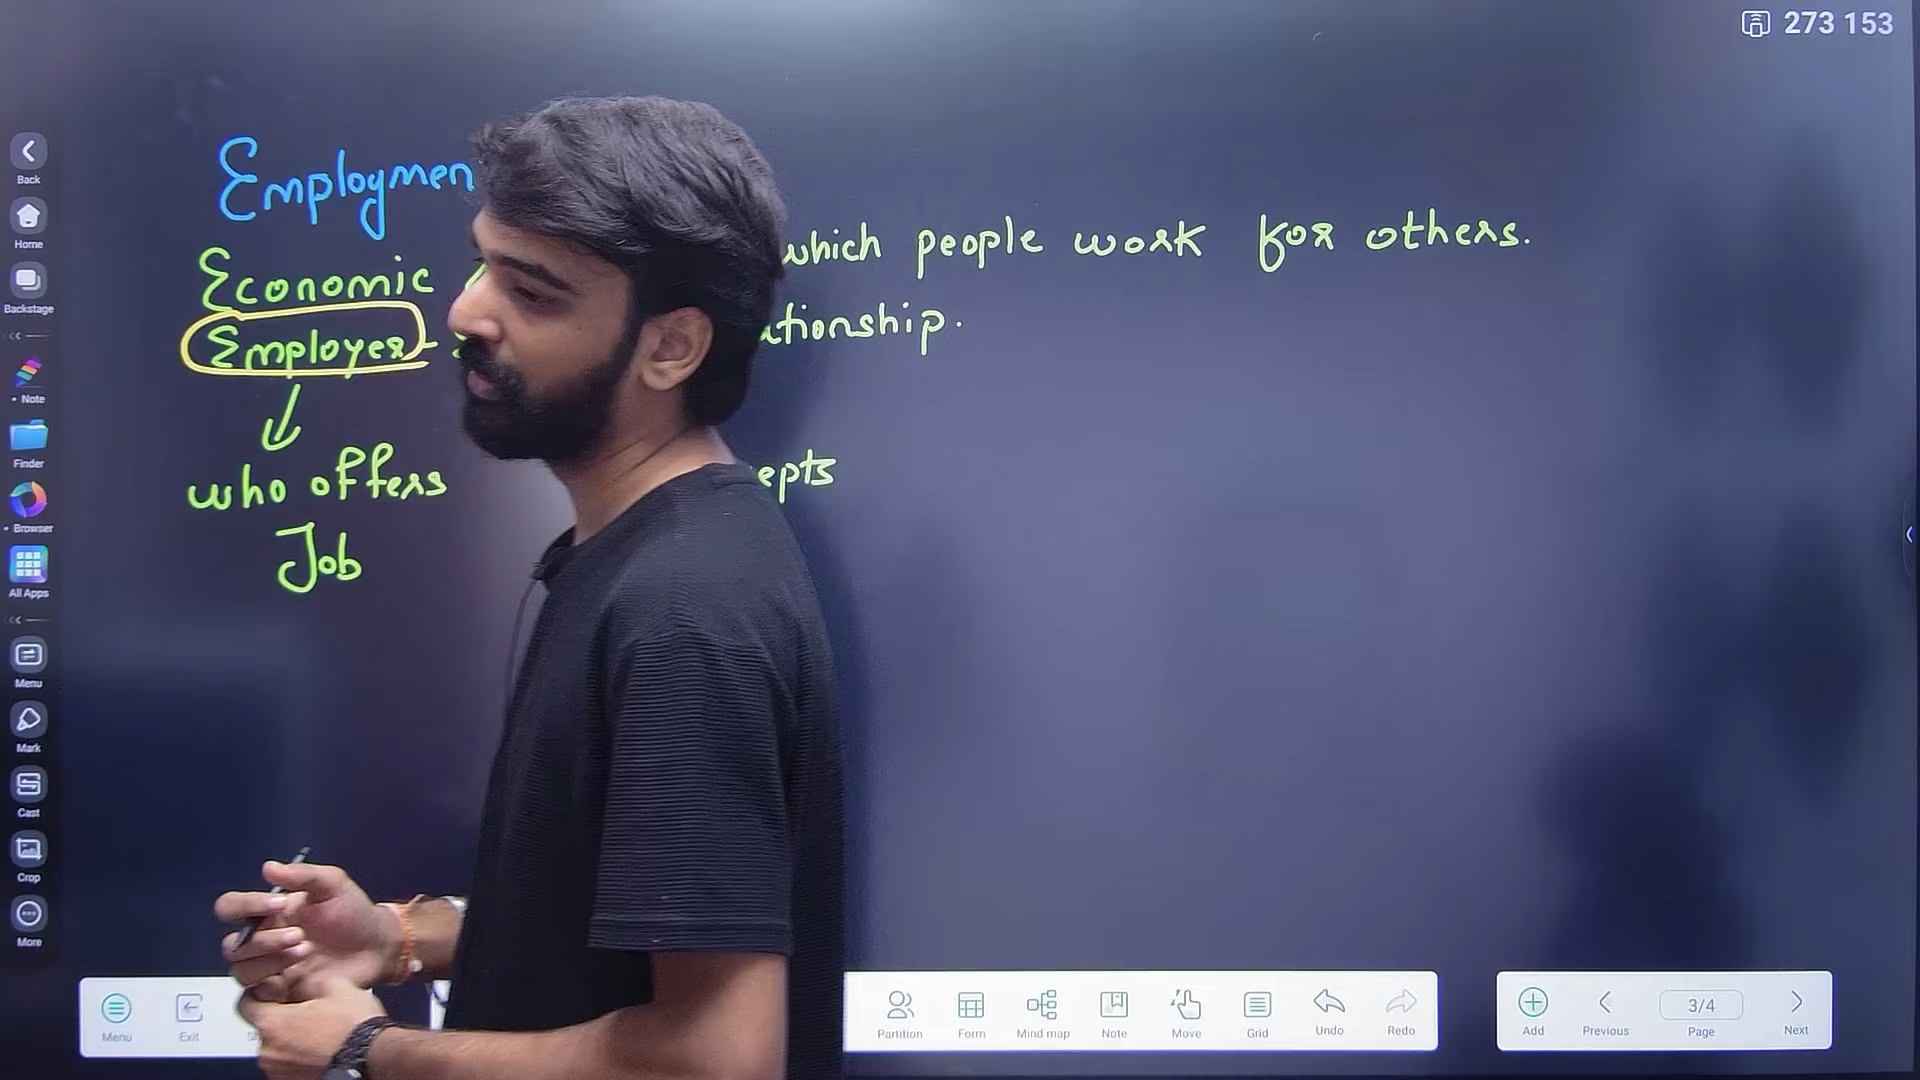 273 153
Employmen
Economic which people work for others.
Employer - ationship.
who offers epts
Job
Back
Home
Backstage
Note
Finder
Browser
All Apps
Menu
Mark
Cast
Crop
More
Menu Exit Partition Form Mind map Note Move Grid Undo Redo Add Previous 3/4 Page Next